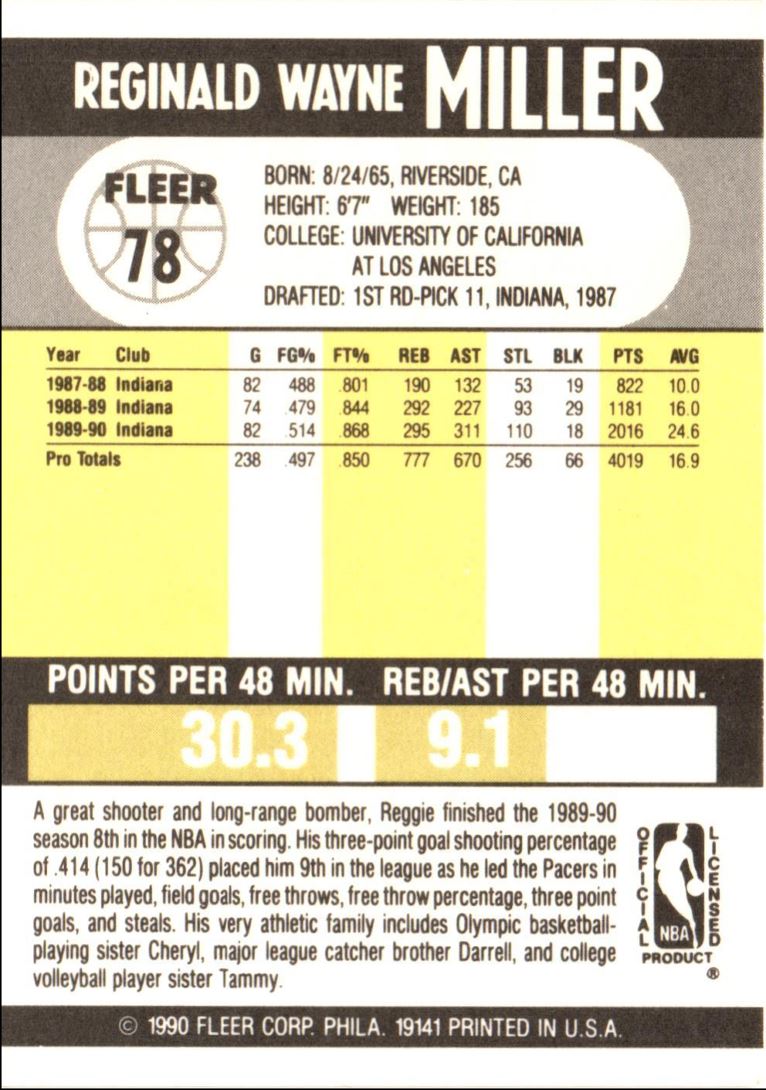 REGINALD WAYNE MILLER
FLEER
78
BORN: 8/24/65, RIVERSIDE, CA
HEIGHT: 6'7" WEIGHT: 185
COLLEGE: UNIVERSITY OF CALIFORNIA
AT LOS ANGELES
DRAFTED: 1ST RD-PICK 11, INDIANA, 1987
Year Club G FG% FT% REB AST STL BLK PTS AVG
1987-88 Indiana 82 .488 .801 190 132 53 19 822 10.0
1988-89 Indiana 74 .479 .844 292 227 93 29 1181 16.0
1989-90 Indiana 82 .514 .868 295 311 110 18 2016 24.6
Pro Totals 238 .497 .850 777 670 256 66 4019 16.9
POINTS PER 48 MIN. REB/AST PER 48 MIN.
30.3 9.1
A great shooter and long-range bomber, Reggie finished the 1989-90
season 8th in the NBA in scoring. His three-point goal shooting percentage
of .414 (150 for 362) placed him 9th in the league as he led the Pacers in
minutes played, field goals, free throws, free throw percentage, three point
goals, and steals. His very athletic family includes Olympic basketball-
playing sister Cheryl, major league catcher brother Darrell, and college
volleyball player sister Tammy.
OFFICIAL
LICENSED
NBA
PRODUCT
®
© 1990 FLEER CORP. PHILA. 19141 PRINTED IN U.S.A.